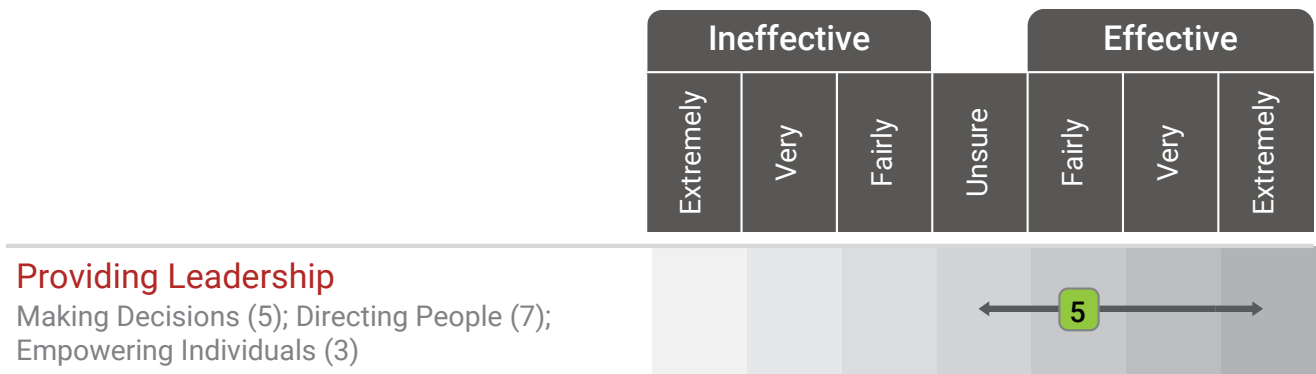 Ineffective
Effective
Extremely
Very
Fairly
Unsure
Fairly
Very
Extremely
Providing Leadership
Making Decisions (5); Directing People (7);
Empowering Individuals (3)
5